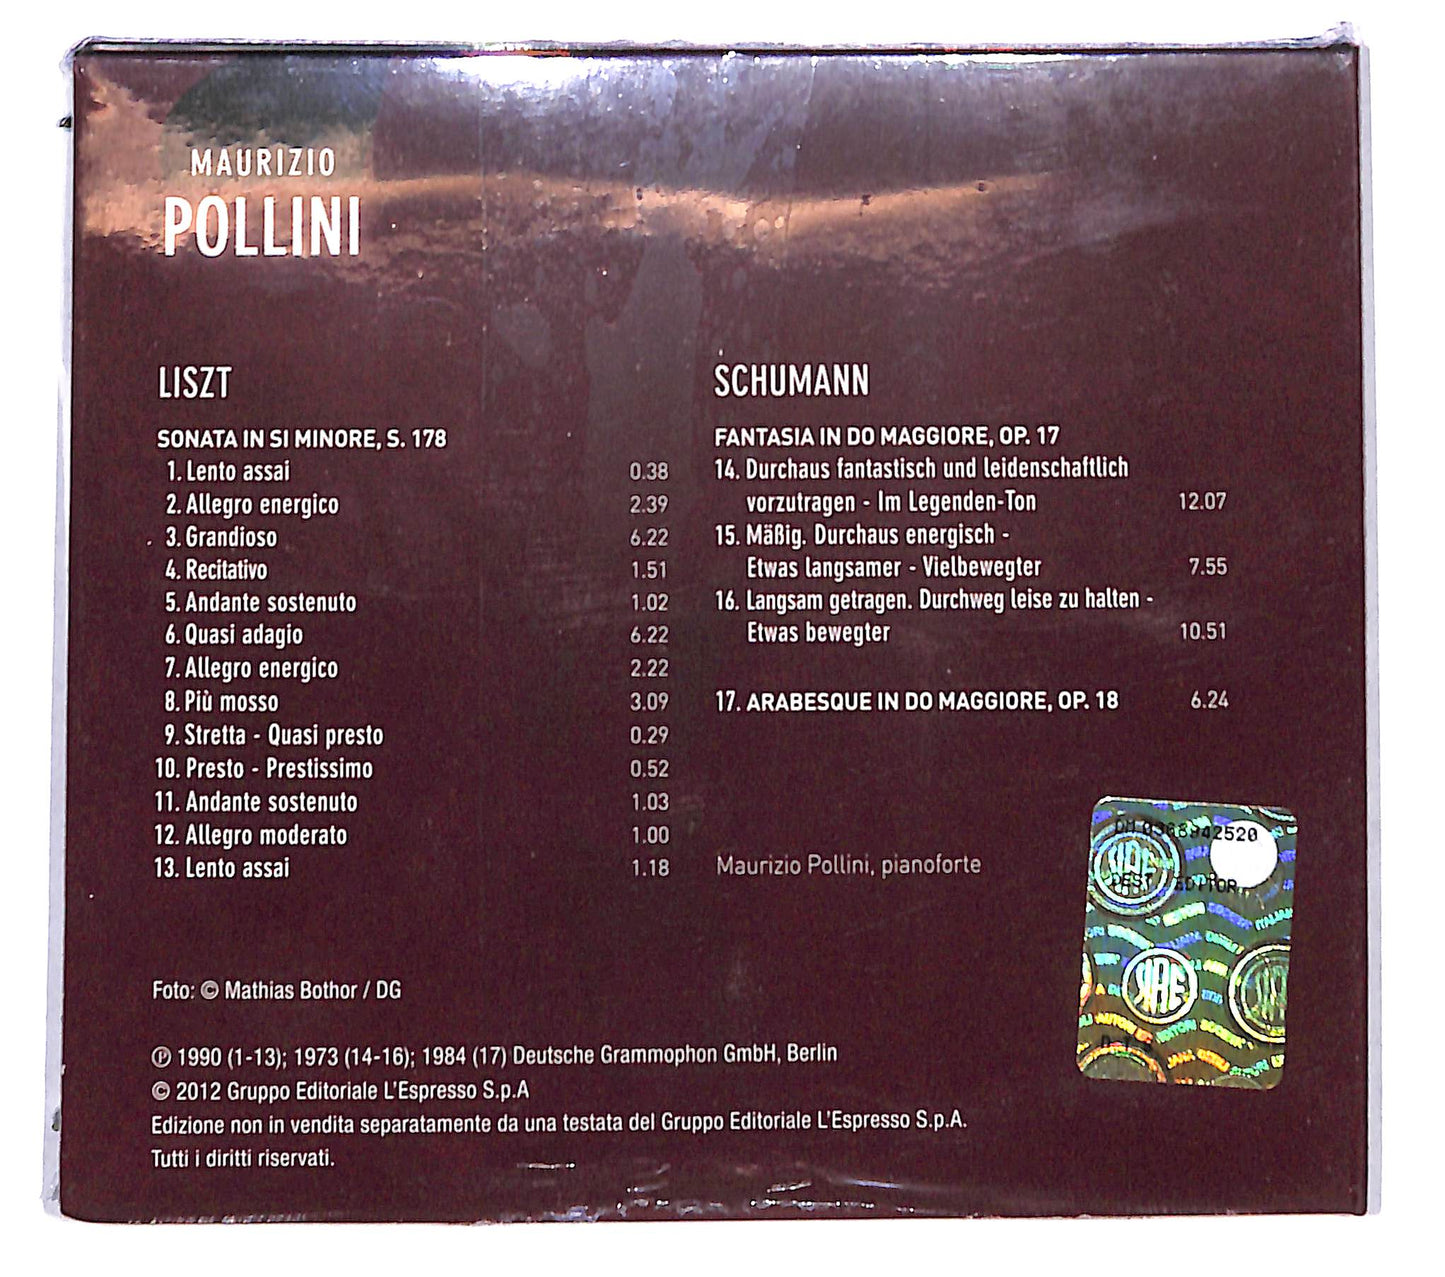 MAURIZIO
POLLINI
LISZT
SONATA IN SI MINORE, S. 178
1. Lento assai 0.38
2. Allegro energico 2.39
3. Grandioso 6.22
4. Recitativo 1.51
5. Andante sostenuto 1.02
6. Quasi adagio 6.22
7. Allegro energico 2.22
8. Più mosso 3.09
9. Stretta - Quasi presto 0.29
10. Presto - Prestissimo 0.52
11. Andante sostenuto 1.03
12. Allegro moderato 1.00
13. Lento assai 1.18
SCHUMANN
FANTASIA IN DO MAGGIORE, OP. 17
14. Durchaus fantastisch und leidenschaftlich
vorzutragen - Im Legenden-Ton 12.07
15. Mäßig. Durchaus energisch -
Etwas langsamer - Vielbewegter 7.55
16. Langsam getragen. Durchweg leise zu halten -
Etwas bewegter 10.51
17. ARABESQUE IN DO MAGGIORE, OP. 18 6.24
Maurizio Pollini, pianoforte
EDITOR
Foto: © Mathias Bothor / DG
℗ 1990 (1-13); 1973 (14-16); 1984 (17) Deutsche Grammophon GmbH, Berlin
© 2012 Gruppo Editoriale L'Espresso S.p.A
Edizione non in vendita separatamente da una testata del Gruppo Editoriale L'Espresso S.p.A.
Tutti i diritti riservati.